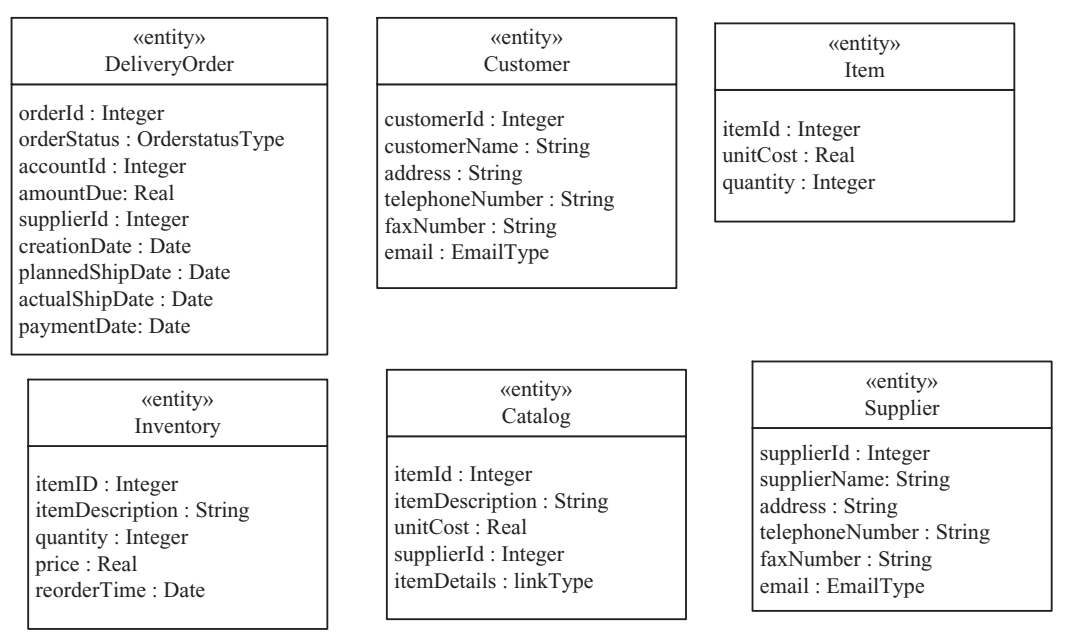 «entity»
DeliveryOrder
orderId : Integer
orderStatus : OrderstatusType
accountId : Integer
amountDue: Real
supplierId : Integer
creationDate : Date
plannedShipDate : Date
actualShipDate : Date
paymentDate: Date
«entity»
Customer
customerId : Integer
customerName : String
address : String
telephoneNumber : String
faxNumber : String
email : EmailType
«entity»
Item
itemId : Integer
unitCost : Real
quantity : Integer
«entity»
Inventory
itemID : Integer
itemDescription : String
quantity : Integer
price : Real
reorderTime : Date
«entity»
Catalog
itemId : Integer
itemDescription : String
unitCost : Real
supplierId : Integer
itemDetails : linkType
«entity»
Supplier
supplierId : Integer
supplierName: String
address : String
telephoneNumber : String
faxNumber : String
email : EmailType